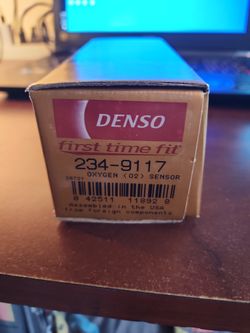 DENSO
first time fit
234-9117
OXYGEN (O2) SENSOR
0 42511 11892 8
Assembled in the USA
from foreign components